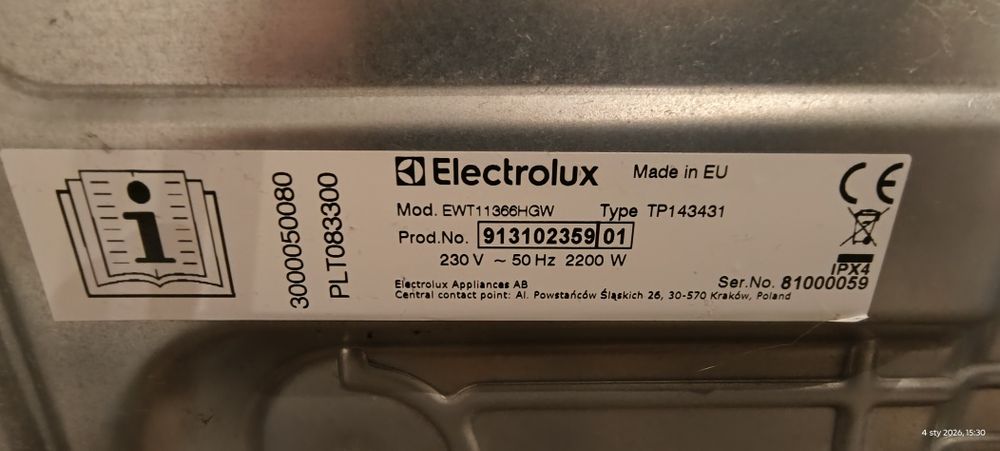 3000050080
PLT083300
Electrolux Made in EU
Mod. EWT11366HGW Type TP143431
Prod.No. 913102359 01
230 V ~ 50 Hz 2200 W
IPX4
Electrolux Appliances AB Ser.No. 81000059
Central contact point: Al. Powstańców Śląskich 26, 30-570 Kraków, Poland
CE
i
4 sty 2026, 15:30